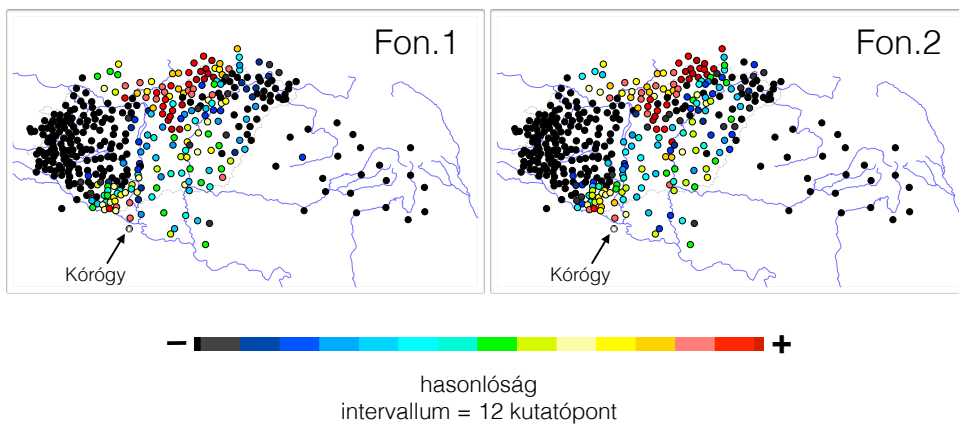 Fon.1
Kórógy
Fon.2
Kórógy
− +
hasonlóság
intervallum = 12 kutatópont